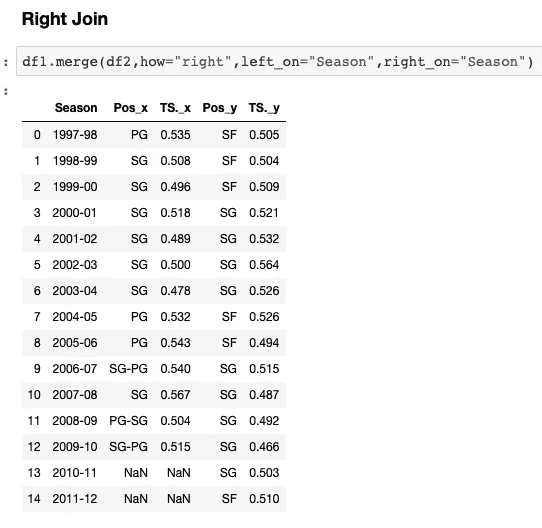 Right Join
: df1.merge(df2,how="right",left_on="Season",right_on="Season")
:
Season Pos_x TS._x Pos_y TS._y
0 1997-98 PG 0.535 SF 0.505
1 1998-99 SG 0.508 SF 0.504
2 1999-00 SG 0.496 SF 0.509
3 2000-01 SG 0.518 SG 0.521
4 2001-02 SG 0.489 SG 0.532
5 2002-03 SG 0.500 SG 0.564
6 2003-04 SG 0.478 SG 0.526
7 2004-05 PG 0.532 SF 0.526
8 2005-06 PG 0.543 SF 0.494
9 2006-07 SG-PG 0.540 SG 0.515
10 2007-08 SG 0.567 SG 0.487
11 2008-09 PG-SG 0.504 SG 0.492
12 2009-10 SG-PG 0.515 SG 0.466
13 2010-11 NaN NaN SG 0.503
14 2011-12 NaN NaN SF 0.510